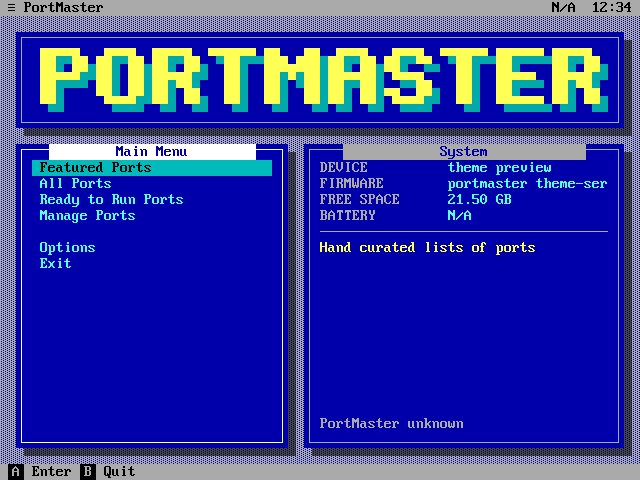 ≡ PortMaster N/A 12:34
PORTMASTER
Main Menu
Featured Ports
All Ports
Ready to Run Ports
Manage Ports
Options
Exit
System
DEVICE theme preview
FIRMWARE portmaster theme-ser
FREE SPACE 21.50 GB
BATTERY N/A
Hand curated lists of ports
PortMaster unknown
A Enter B Quit